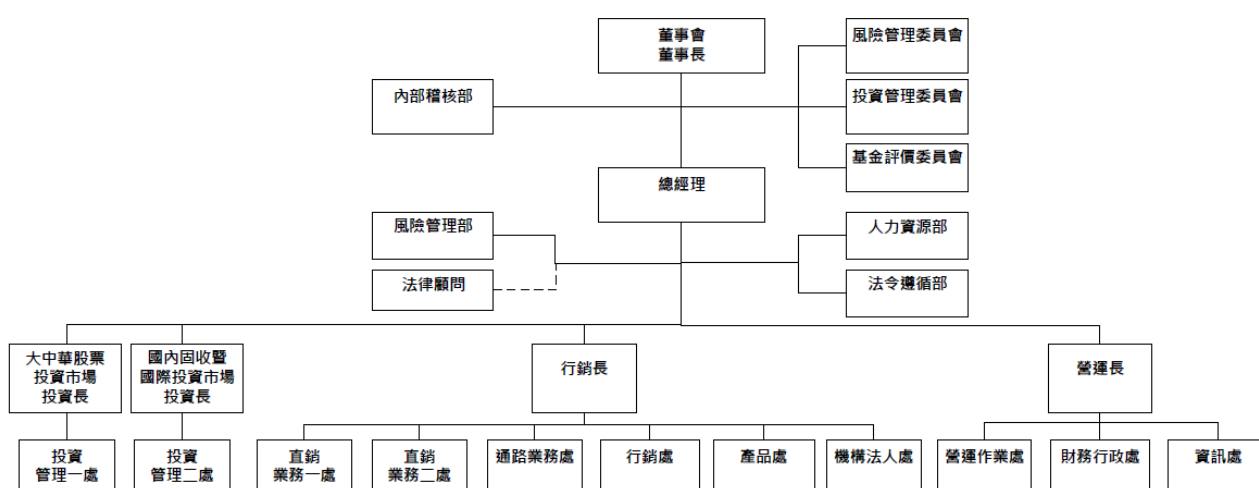 董事會
董事長
風險管理委員會
內部稽核部
投資管理委員會
基金評價委員會
總經理
風險管理部
人力資源部
法律顧問
法令遵循部
大中華股票
投資市場
投資長
國內固收暨
國際投資市場
投資長
行銷長
營運長
投資
管理一處
投資
管理二處
直銷
業務一處
直銷
業務二處
通路業務處
行銷處
產品處
機構法人處
營運作業處
財務行政處
資訊處